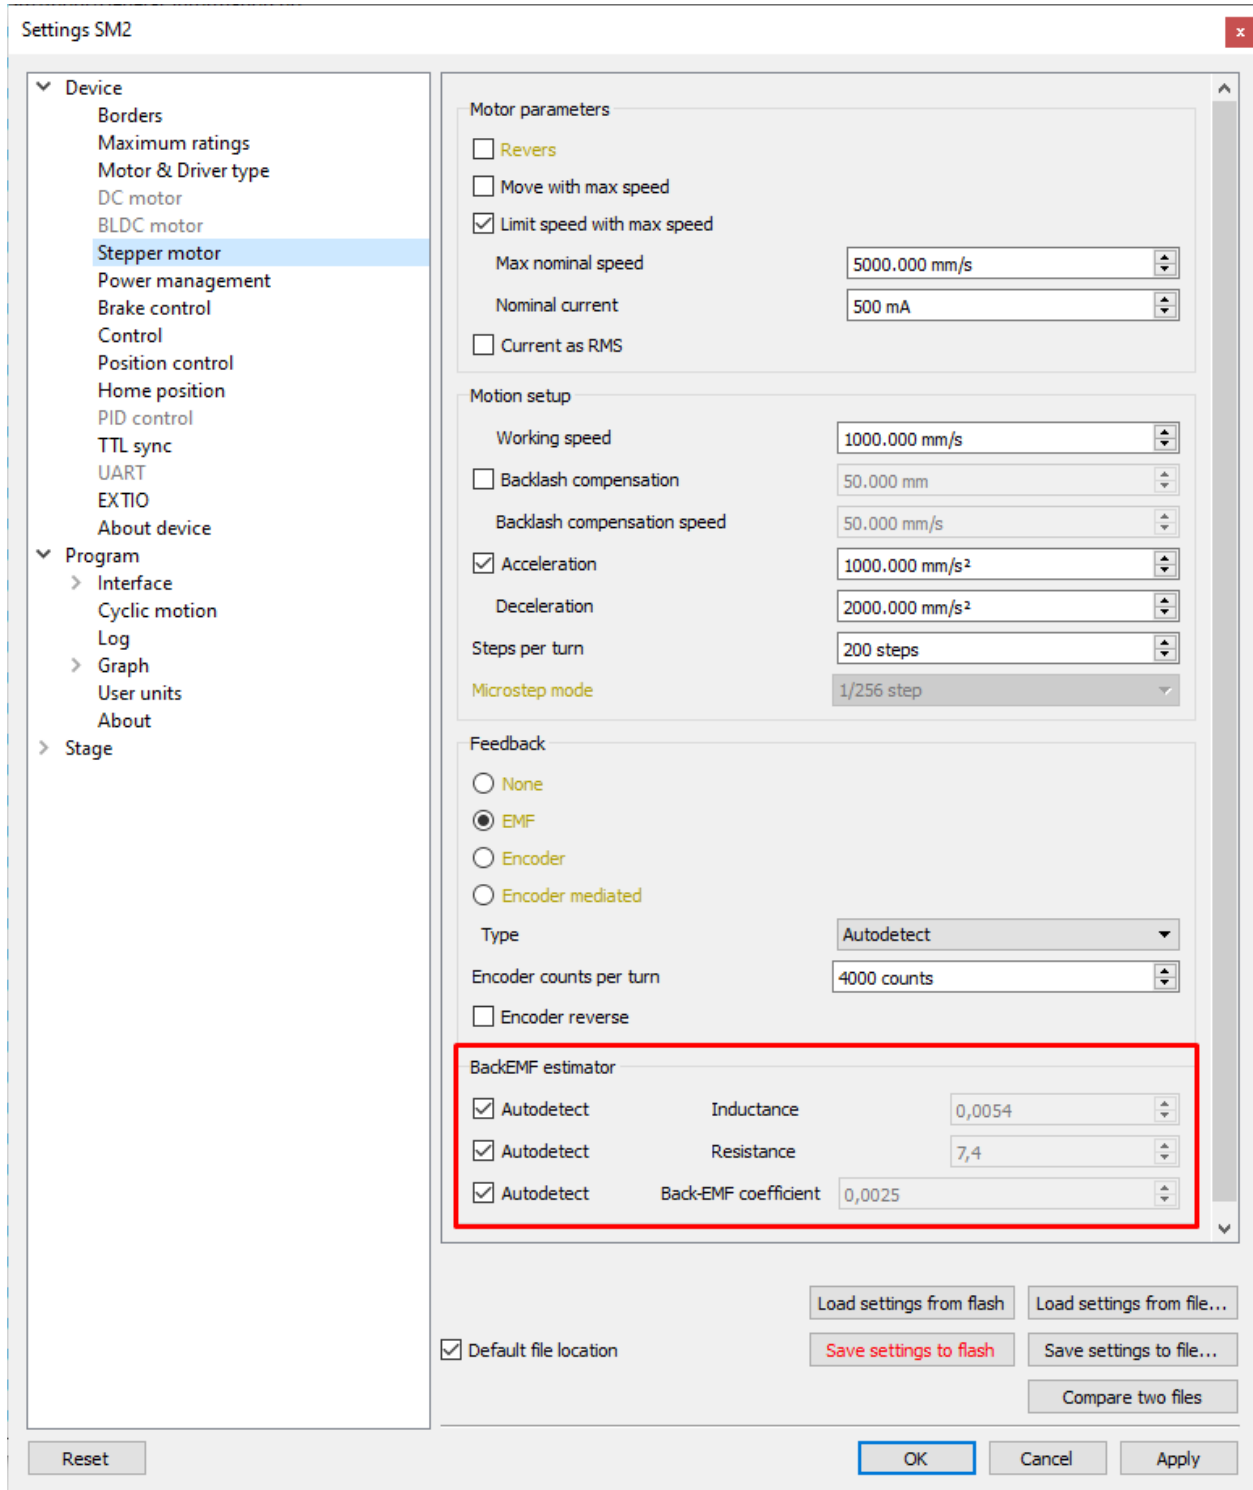 Settings SM2
x
Device
Borders
Maximum ratings
Motor & Driver type
DC motor
BLDC motor
Stepper motor
Power management
Brake control
Control
Position control
Home position
PID control
TTL sync
UART
EXTIO
About device
Program
Interface
Cyclic motion
Log
Graph
User units
About
Stage
Motor parameters
Revers
Move with max speed
Limit speed with max speed
Max nominal speed 5000.000 mm/s
Nominal current 500 mA
Current as RMS
Motion setup
Working speed 1000.000 mm/s
Backlash compensation 50.000 mm
Backlash compensation speed 50.000 mm/s
Acceleration 1000.000 mm/s²
Deceleration 2000.000 mm/s²
Steps per turn 200 steps
Microstep mode 1/256 step
Feedback
None
EMF
Encoder
Encoder mediated
Type Autodetect
Encoder counts per turn 4000 counts
Encoder reverse
BackEMF estimator
Autodetect Inductance 0,0054
Autodetect Resistance 7,4
Autodetect Back-EMF coefficient 0,0025
Load settings from flash Load settings from file...
Default file location Save settings to flash Save settings to file...
Compare two files
Reset OK Cancel Apply